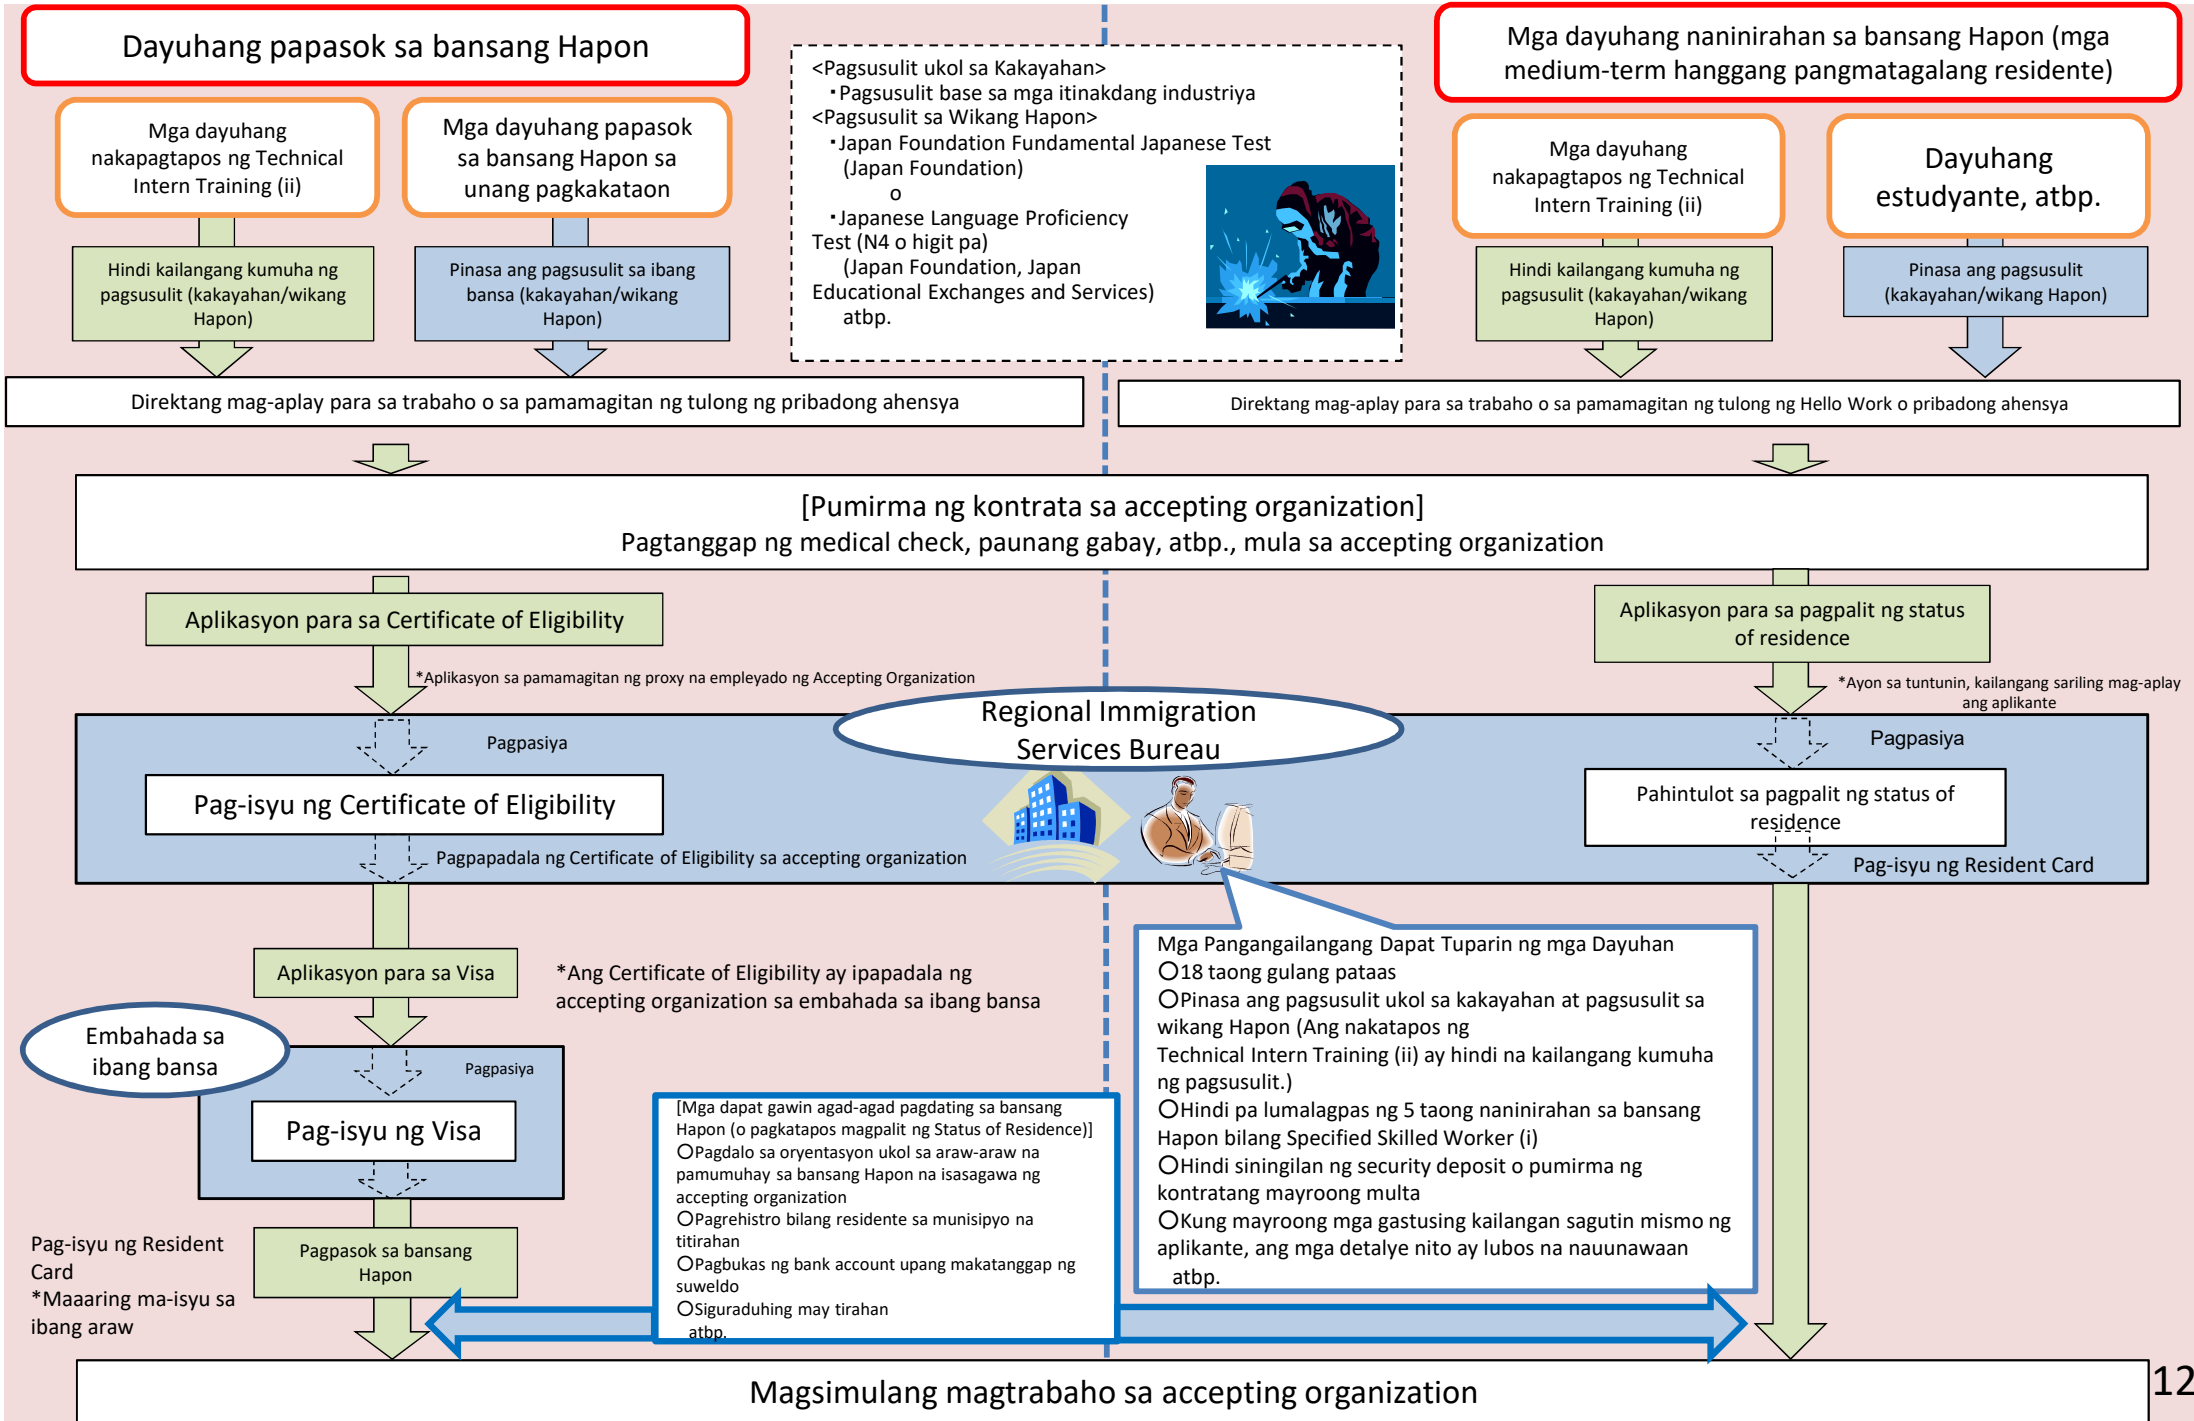 Dayuhang papasok sa bansang Hapon
Mga dayuhang
nakapagtapos ng Technical
Intern Training (ii)
Mga dayuhang papasok
sa bansang Hapon sa
unang pagkakataon
Hindi kailangang kumuha ng
pagsusulit (kakayahan/wikang
Hapon)
Pinasa ang pagsusulit sa ibang
bansa (kakayahan/wikang
Hapon)
<Pagsusulit ukol sa Kakayahan>
・Pagsusulit base sa mga itinakdang industriya
<Pagsusulit sa Wikang Hapon>
・Japan Foundation Fundamental Japanese Test
(Japan Foundation)
o
・Japanese Language Proficiency
Test (N4 o higit pa)
(Japan Foundation, Japan
Educational Exchanges and Services)
atbp.
Mga dayuhang naninirahan sa bansang Hapon (mga
medium-term hanggang pangmatagalang residente)
Mga dayuhang
nakapagtapos ng Technical
Intern Training (ii)
Dayuhang
estudyante, atbp.
Hindi kailangang kumuha ng
pagsusulit (kakayahan/wikang
Hapon)
Pinasa ang pagsusulit
(kakayahan/wikang Hapon)
Direktang mag-aplay para sa trabaho o sa pamamagitan ng tulong ng pribadong ahensya
Direktang mag-aplay para sa trabaho o sa pamamagitan ng tulong ng Hello Work o pribadong ahensya
[Pumirma ng kontrata sa accepting organization]
Pagtanggap ng medical check, paunang gabay, atbp., mula sa accepting organization
Aplikasyon para sa Certificate of Eligibility
*Aplikasyon sa pamamagitan ng proxy na empleyado ng Accepting Organization
Aplikasyon para sa pagpalit ng status
of residence
*Ayon sa tuntunin, kailangang sariling mag-aplay
ang aplikante
Regional Immigration
Services Bureau
Pagpasiya
Pag-isyu ng Certificate of Eligibility
Pagpapadala ng Certificate of Eligibility sa accepting organization
Pagpasiya
Pahintulot sa pagpalit ng status of
residence
Pag-isyu ng Resident Card
Aplikasyon para sa Visa
*Ang Certificate of Eligibility ay ipapadala ng
accepting organization sa embahada sa ibang bansa
Embahada sa
ibang bansa
Pagpasiya
Pag-isyu ng Visa
Pag-isyu ng Resident
Card
*Maaaring ma-isyu sa
ibang araw
Pagpasok sa bansang
Hapon
[Mga dapat gawin agad-agad pagdating sa bansang
Hapon (o pagkatapos magpalit ng Status of Residence)]
〇Pagdalo sa oryentasyon ukol sa araw-araw na
pamumuhay sa bansang Hapon na isasagawa ng
accepting organization
〇Pagrehistro bilang residente sa munisipyo na
titirahan
〇Pagbukas ng bank account upang makatanggap ng
suweldo
〇Siguraduhing may tirahan
atbp.
Mga Pangangailangang Dapat Tuparin ng mga Dayuhan
〇18 taong gulang pataas
〇Pinasa ang pagsusulit ukol sa kakayahan at pagsusulit sa
wikang Hapon (Ang nakatapos ng
Technical Intern Training (ii) ay hindi na kailangang kumuha
ng pagsusulit.)
〇Hindi pa lumalagpas ng 5 taong naninirahan sa bansang
Hapon bilang Specified Skilled Worker (i)
〇Hindi siningilan ng security deposit o pumirma ng
kontratang mayroong multa
〇Kung mayroong mga gastusing kailangan sagutin mismo ng
aplikante, ang mga detalye nito ay lubos na nauunawaan
atbp.
Magsimulang magtrabaho sa accepting organization
12